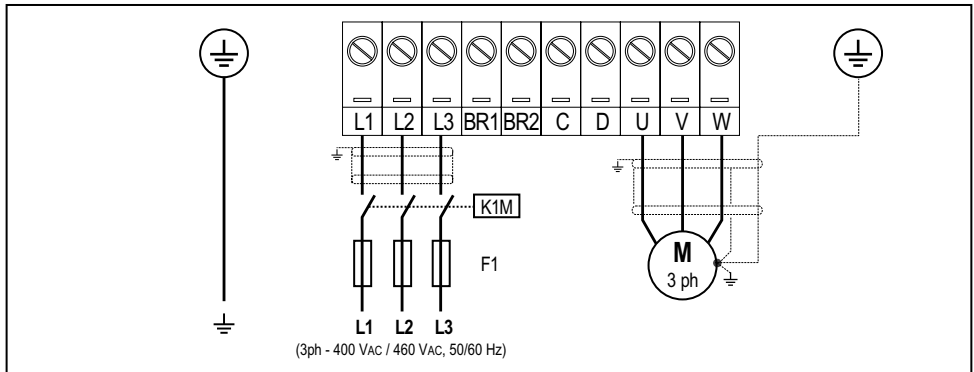 L1 L2 L3 BR1 BR2 C D U V W
K1M
F1
M
3 ph
L1 L2 L3
(3ph - 400 VAC / 460 VAC, 50/60 Hz)